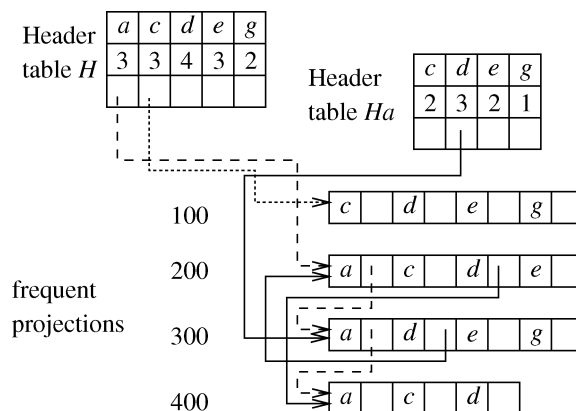 a c d e g
Header table H
3 3 4 3 2
c d e g
Header table Ha
2 3 2 1
100 c d e g
200 a c d e
frequent projections
300 a d e g
400 a c d